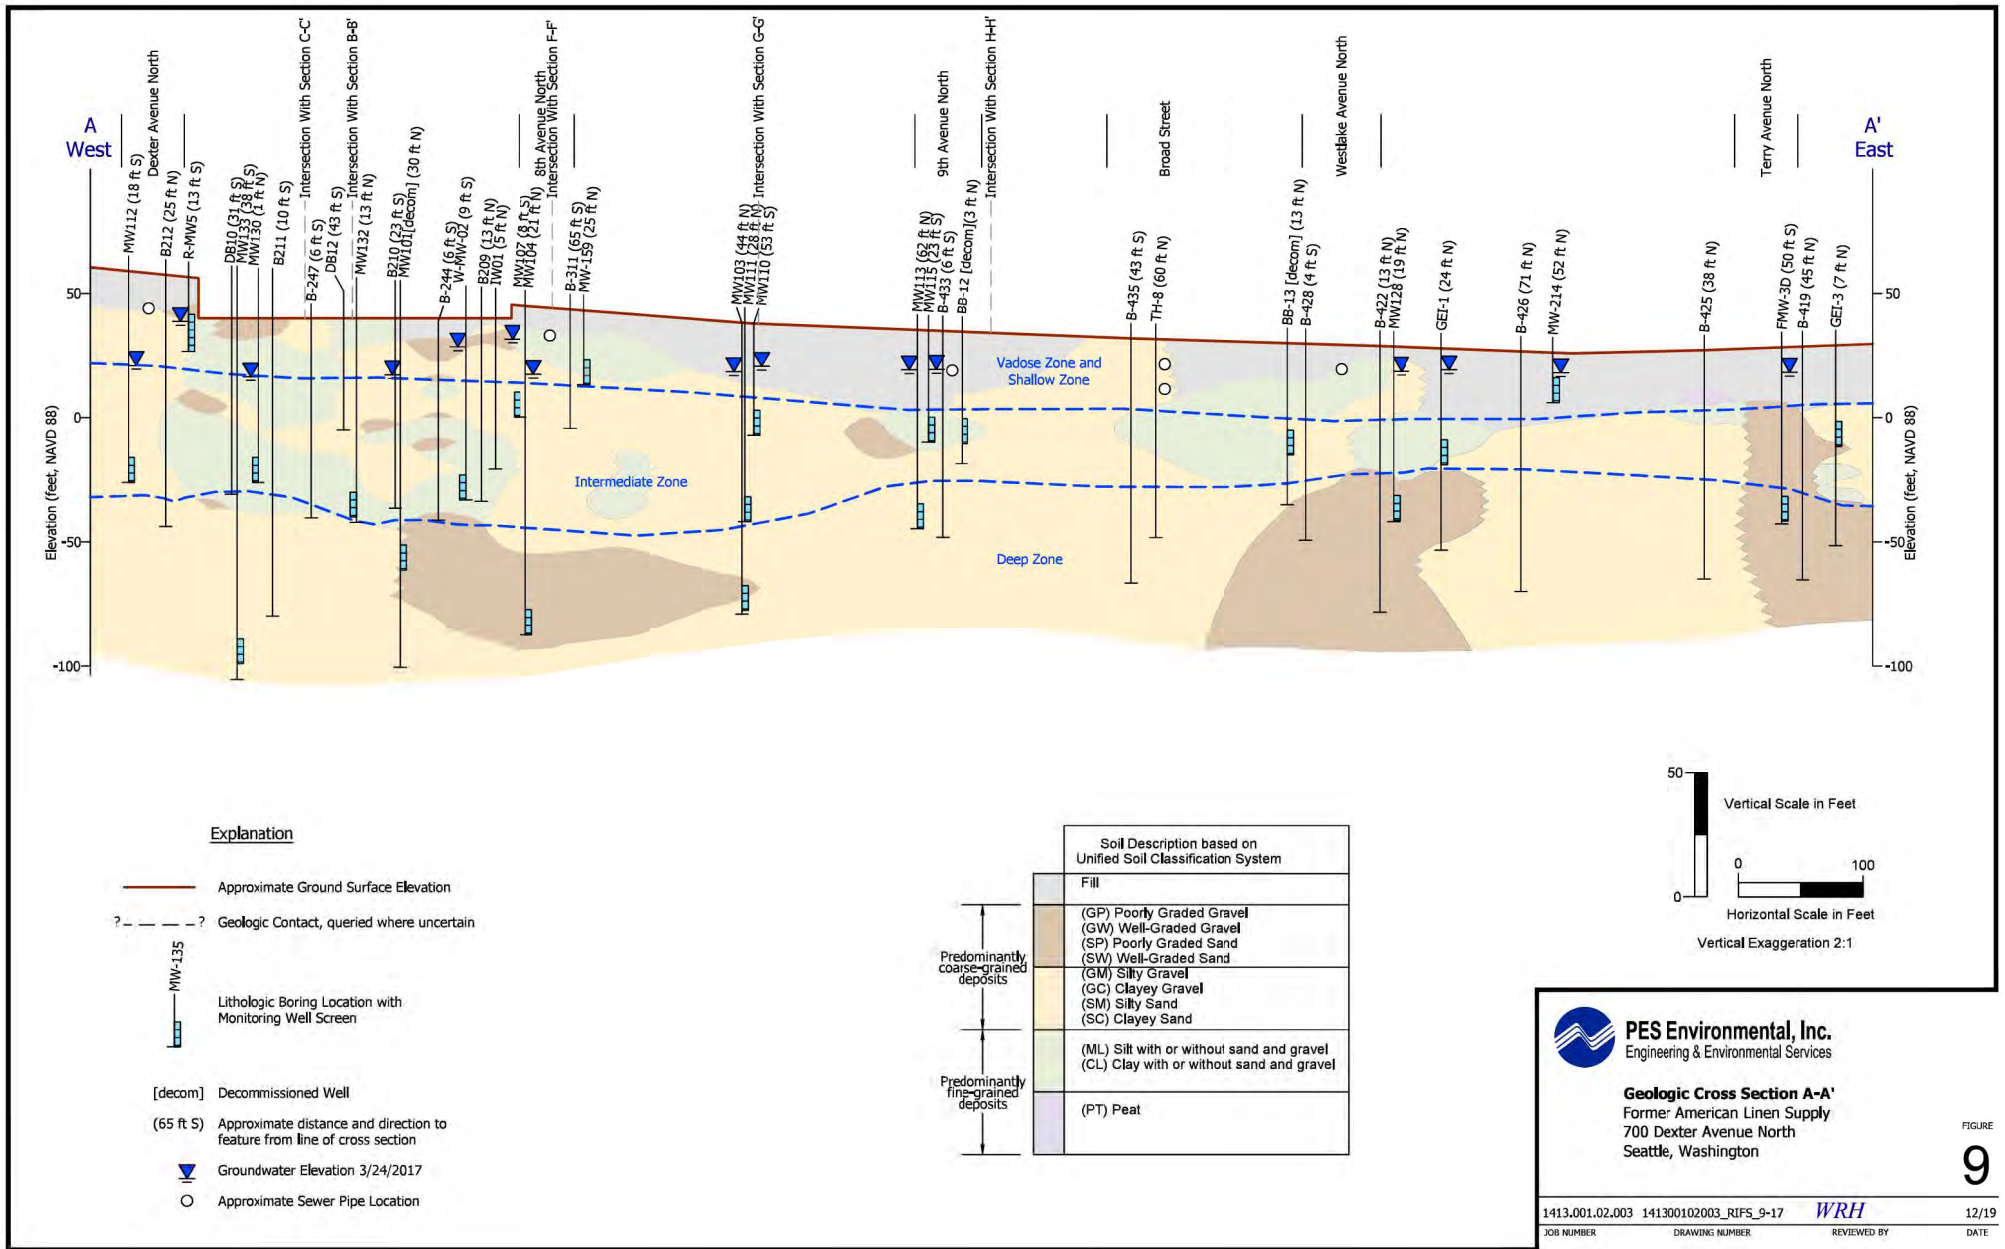 A
West
Dexter Avenue North
Intersection With Section C-C'
Intersection With Section B-B'
8th Avenue North
Intersection With Section F-F'
Intersection With Section G-G'
9th Avenue North
Intersection With Section H-H'
Broad Street
Westlake Avenue North
Terry Avenue North
A'
East
MW112 (18 ft S)
B212 (25 ft N)
R-MW5 (13 ft S)
DB10 (31 ft S)
MW133 (38 ft S)
MW130 (1 ft N)
B211 (10 ft S)
B-247 (6 ft S)
DB12 (43 ft S)
MW132 (13 ft N)
B210 (23 ft S)
MW101[decom] (30 ft N)
B-244 (6 ft S)
W-MW-02 (9 ft S)
B209 (13 ft N)
IW01 (5 ft N)
MW107 (8 ft S)
MW104 (21 ft N)
B-311 (65 ft S)
MW-159 (25 ft N)
MW103 (44 ft N)
MW111 (28 ft N)
MW110 (53 ft S)
MW113 (62 ft N)
MW115 (23 ft S)
B-433 (6 ft S)
BB-12 [decom](3 ft N)
B-435 (43 ft S)
TH-8 (60 ft N)
BB-13 [decom] (13 ft N)
B-428 (4 ft S)
B-422 (13 ft N)
MW128 (19 ft N)
GEI-1 (24 ft N)
B-426 (71 ft N)
MW-214 (52 ft N)
B-425 (38 ft N)
FMW-3D (50 ft S)
B-419 (45 ft N)
GEI-3 (7 ft N)
Elevation (feet, NAVD 88)
50
0
-50
-100
Vadose Zone and
Shallow Zone
Intermediate Zone
Deep Zone
50
0
-50
-100
Elevation (feet, NAVD 88)
Explanation
Approximate Ground Surface Elevation
? ?
Geologic Contact, queried where uncertain
MW-135
Lithologic Boring Location with
Monitoring Well Screen
[decom] Decommissioned Well
(65 ft S) Approximate distance and direction to
feature from line of cross section
Groundwater Elevation 3/24/2017
Approximate Sewer Pipe Location
Soil Description based on
Unified Soil Classification System
Fill
(GP) Poorly Graded Gravel
(GW) Well-Graded Gravel
(SP) Poorly Graded Sand
(SW) Well-Graded Sand
(GM) Silty Gravel
(GC) Clayey Gravel
(SM) Silty Sand
(SC) Clayey Sand
(ML) Silt with or without sand and gravel
(CL) Clay with or without sand and gravel
(PT) Peat
Predominantly
coarse-grained
deposits
Predominantly
fine-grained
deposits
50
0
Vertical Scale in Feet
0 100
Horizontal Scale in Feet
Vertical Exaggeration 2:1
PES Environmental, Inc.
Engineering & Environmental Services
Geologic Cross Section A-A'
Former American Linen Supply
700 Dexter Avenue North
Seattle, Washington
FIGURE
9
1413.001.02.003 141300102003_RIFS_9-17 WRH 12/19
JOB NUMBER DRAWING NUMBER REVIEWED BY DATE